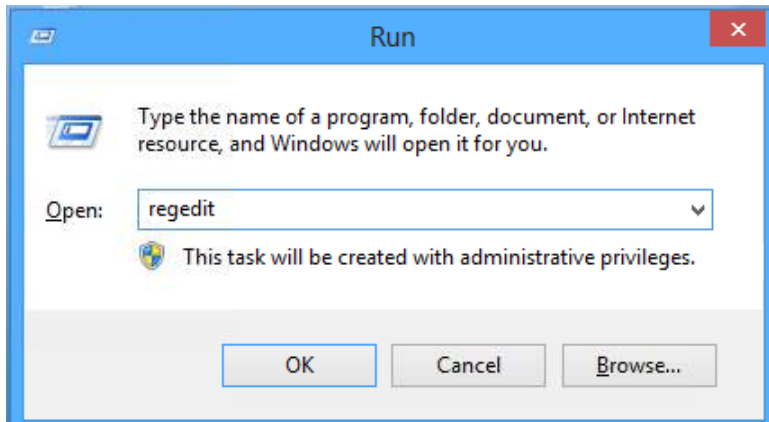 Run
Type the name of a program, folder, document, or Internet
resource, and Windows will open it for you.
Open: regedit
This task will be created with administrative privileges.
OK Cancel Browse...